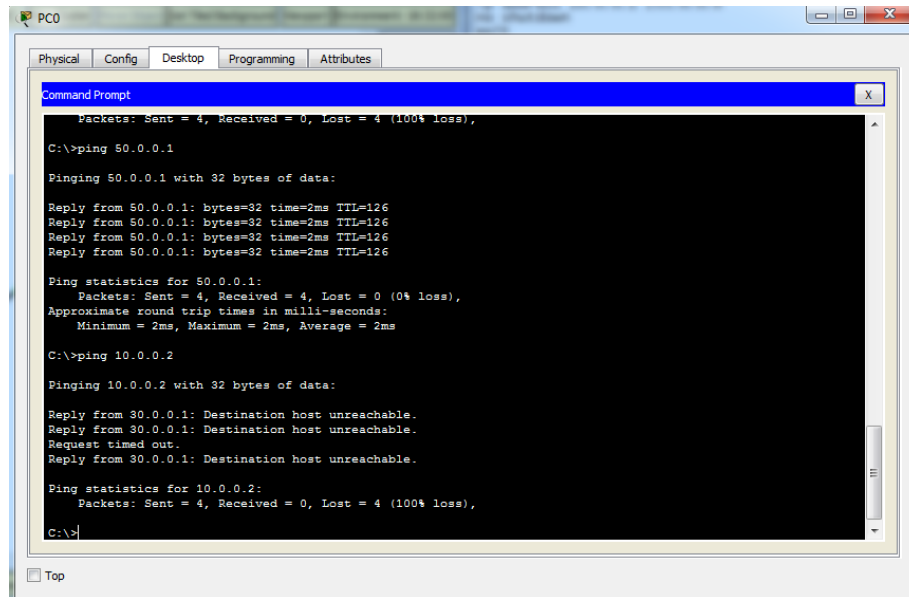 PC0
Physical Config Desktop Programming Attributes
Command Prompt
X
Packets: Sent = 4, Received = 0, Lost = 4 (100% loss),
C:\>ping 50.0.0.1
Pinging 50.0.0.1 with 32 bytes of data:
Reply from 50.0.0.1: bytes=32 time=2ms TTL=126
Reply from 50.0.0.1: bytes=32 time=2ms TTL=126
Reply from 50.0.0.1: bytes=32 time=2ms TTL=126
Reply from 50.0.0.1: bytes=32 time=2ms TTL=126
Ping statistics for 50.0.0.1:
Packets: Sent = 4, Received = 4, Lost = 0 (0% loss),
Approximate round trip times in milli-seconds:
Minimum = 2ms, Maximum = 2ms, Average = 2ms
C:\>ping 10.0.0.2
Pinging 10.0.0.2 with 32 bytes of data:
Reply from 30.0.0.1: Destination host unreachable.
Reply from 30.0.0.1: Destination host unreachable.
Request timed out.
Reply from 30.0.0.1: Destination host unreachable.
Ping statistics for 10.0.0.2:
Packets: Sent = 4, Received = 0, Lost = 4 (100% loss),
C:\>
Top